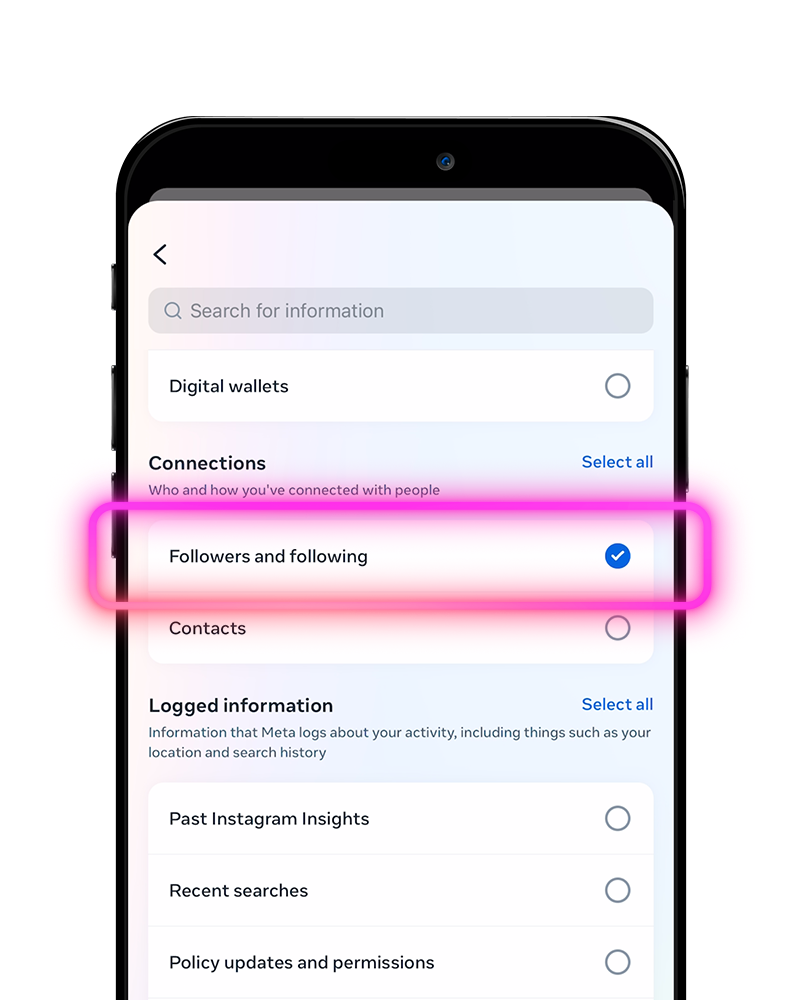 Search for information
Digital wallets
Connections
Select all
Who and how you've connected with people
Followers and following
Contacts
Logged information
Select all
Information that Meta logs about your activity, including things such as your
location and search history
Past Instagram Insights
Recent searches
Policy updates and permissions